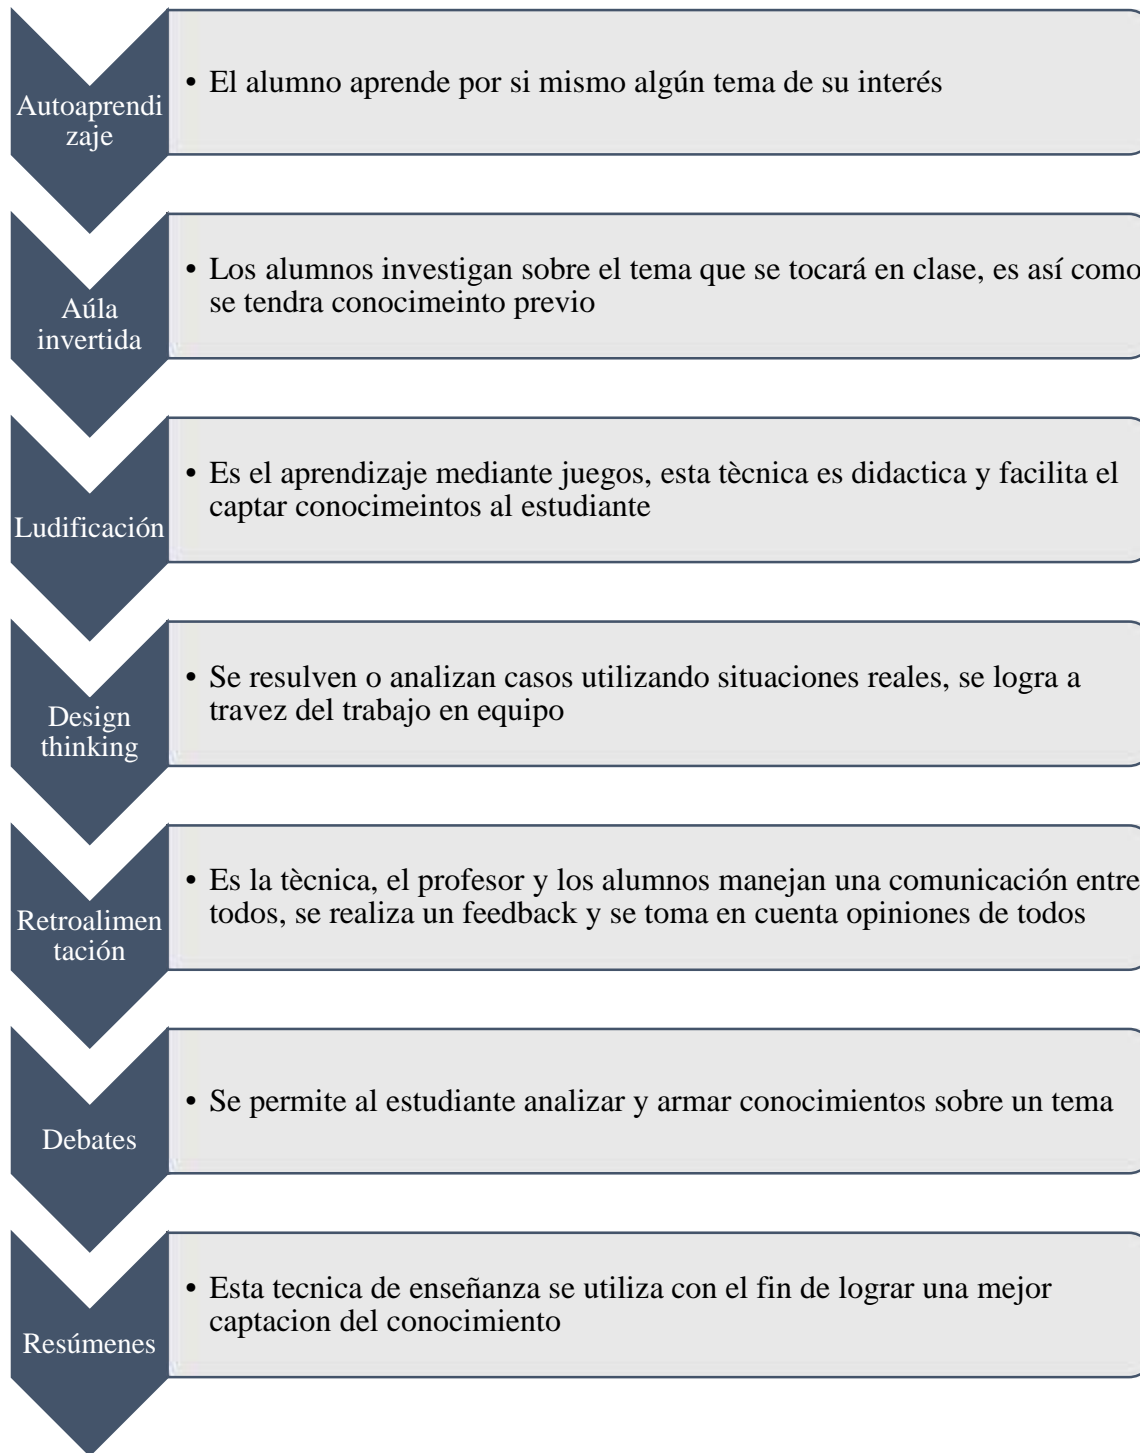 Autoaprendi
zaje
• El alumno aprende por si mismo algún tema de su interés
Aúla
invertida
• Los alumnos investigan sobre el tema que se tocará en clase, es así como
se tendra conocimeinto previo
Ludificación
• Es el aprendizaje mediante juegos, esta tècnica es didactica y facilita el
captar conocimeintos al estudiante
Design
thinking
• Se resulven o analizan casos utilizando situaciones reales, se logra a
travez del trabajo en equipo
Retroalimen
tación
• Es la tècnica, el profesor y los alumnos manejan una comunicación entre
todos, se realiza un feedback y se toma en cuenta opiniones de todos
Debates
• Se permite al estudiante analizar y armar conocimientos sobre un tema
Resúmenes
• Esta tecnica de enseñanza se utiliza con el fin de lograr una mejor
captacion del conocimiento